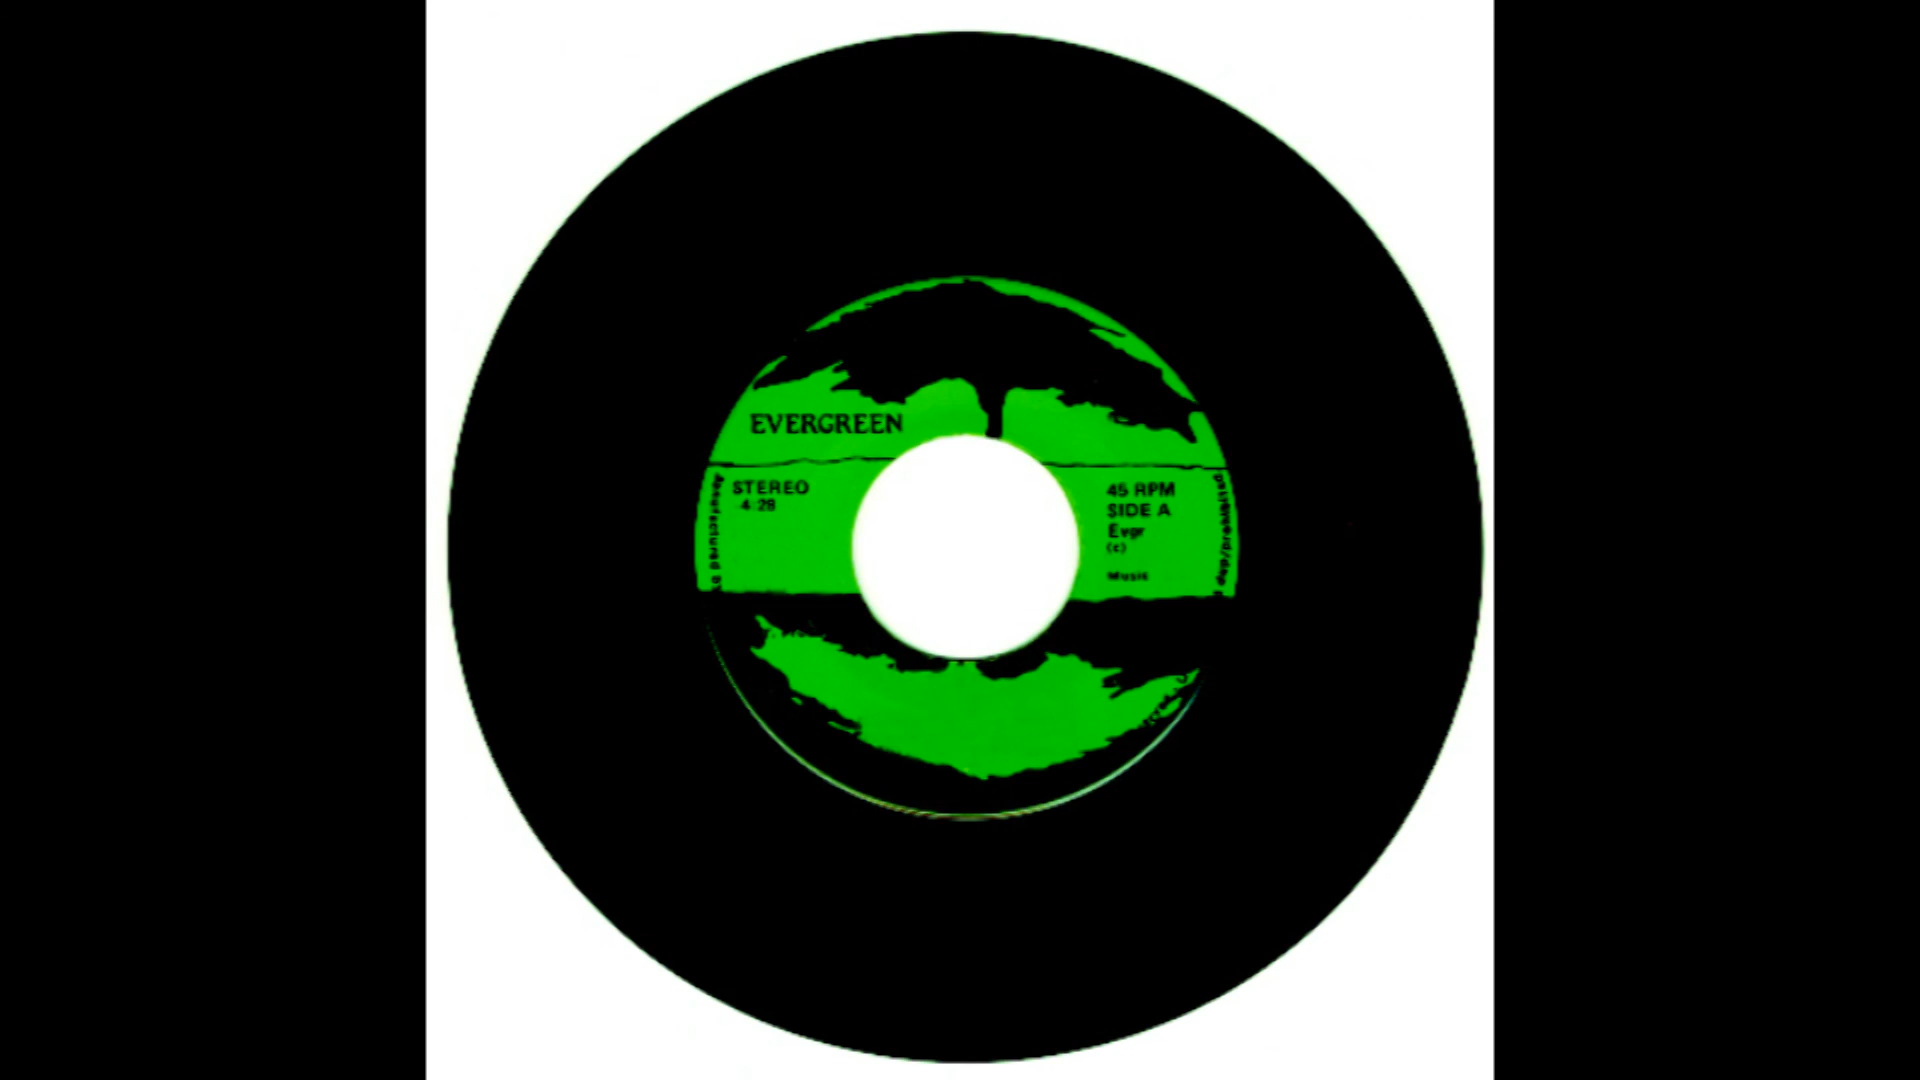 EVERGREEN
STEREO
4:28
45 RPM
SIDE A
Evgr
(c)
Music